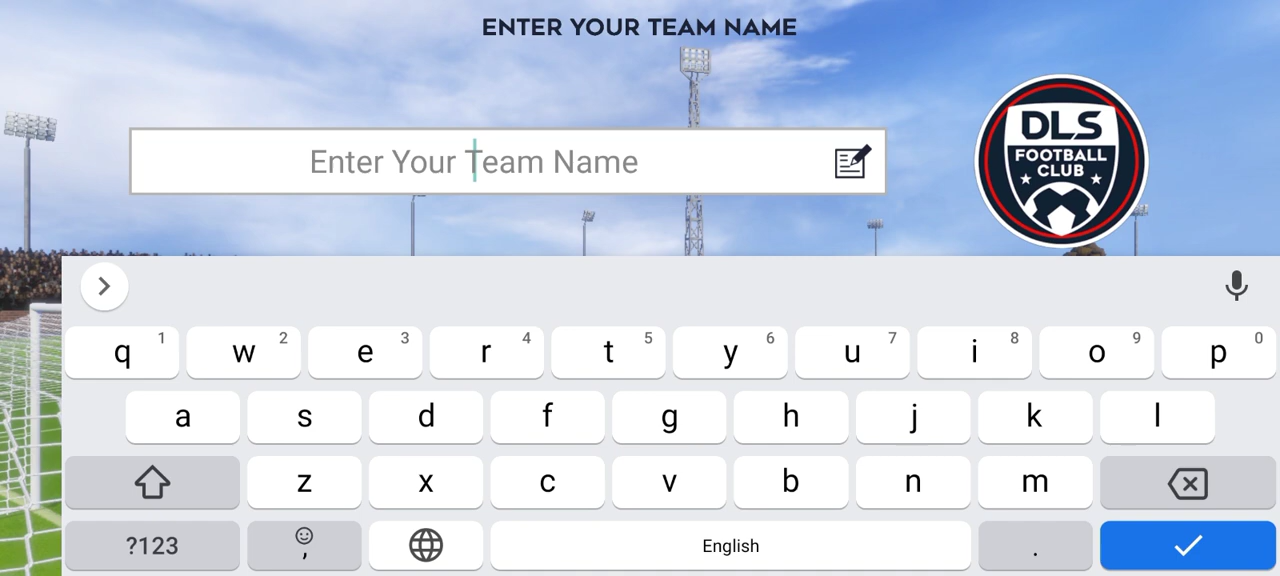 ENTER YOUR TEAM NAME
Enter Your Team Name
DLS
FOOTBALL
CLUB
q 1 w 2 e 3 r 4 t 5 y 6 u 7 i 8 o 9 p 0
a s d f g h j k l
z x c v b n m
?123 , English .